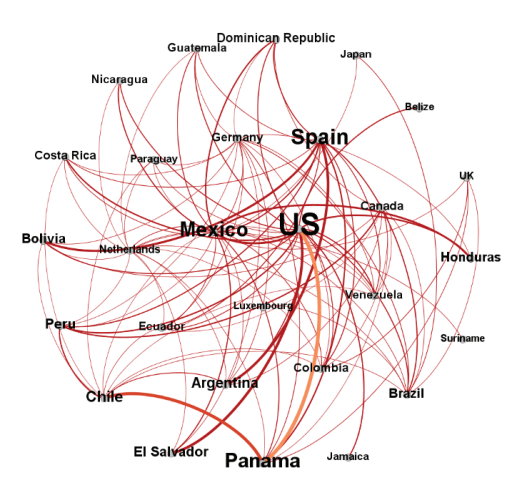 Dominican Republic
Guatemala
Japan
Nicaragua
Belize
Germany
Spain
Costa Rica
Paraguay
UK
Canada
Mexico
US
Bolivia
Netherlands
Honduras
Venezuela
Luxembourg
Peru
Ecuador
Suriname
Colombia
Argentina
Chile
Brazil
El Salvador
Panama
Jamaica